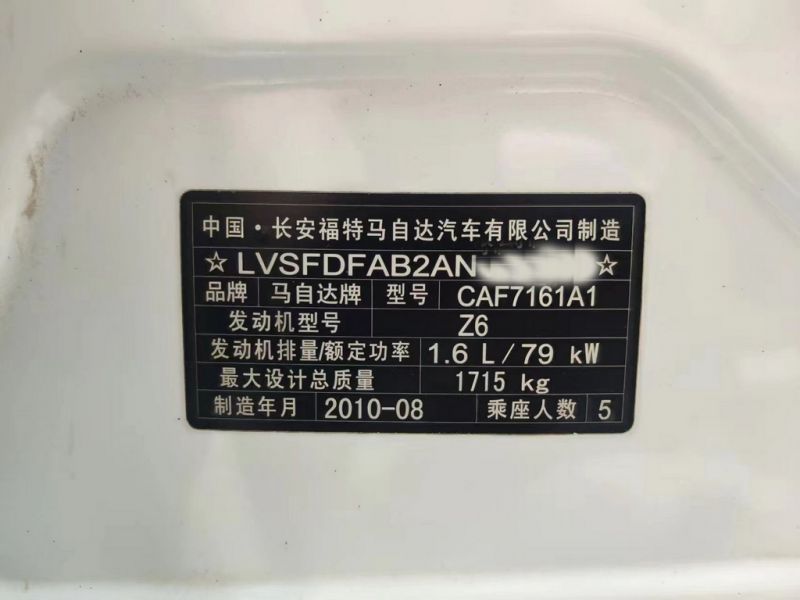 中国·长安福特马自达汽车有限公司制造
☆LVSFDFAB2AN☆
品牌 马自达牌 型号 CAF7161A1
发动机型号 Z6
发动机排量/额定功率 1.6 L/79 kW
最大设计总质量 1715 kg
制造年月 2010-08 乘座人数 5